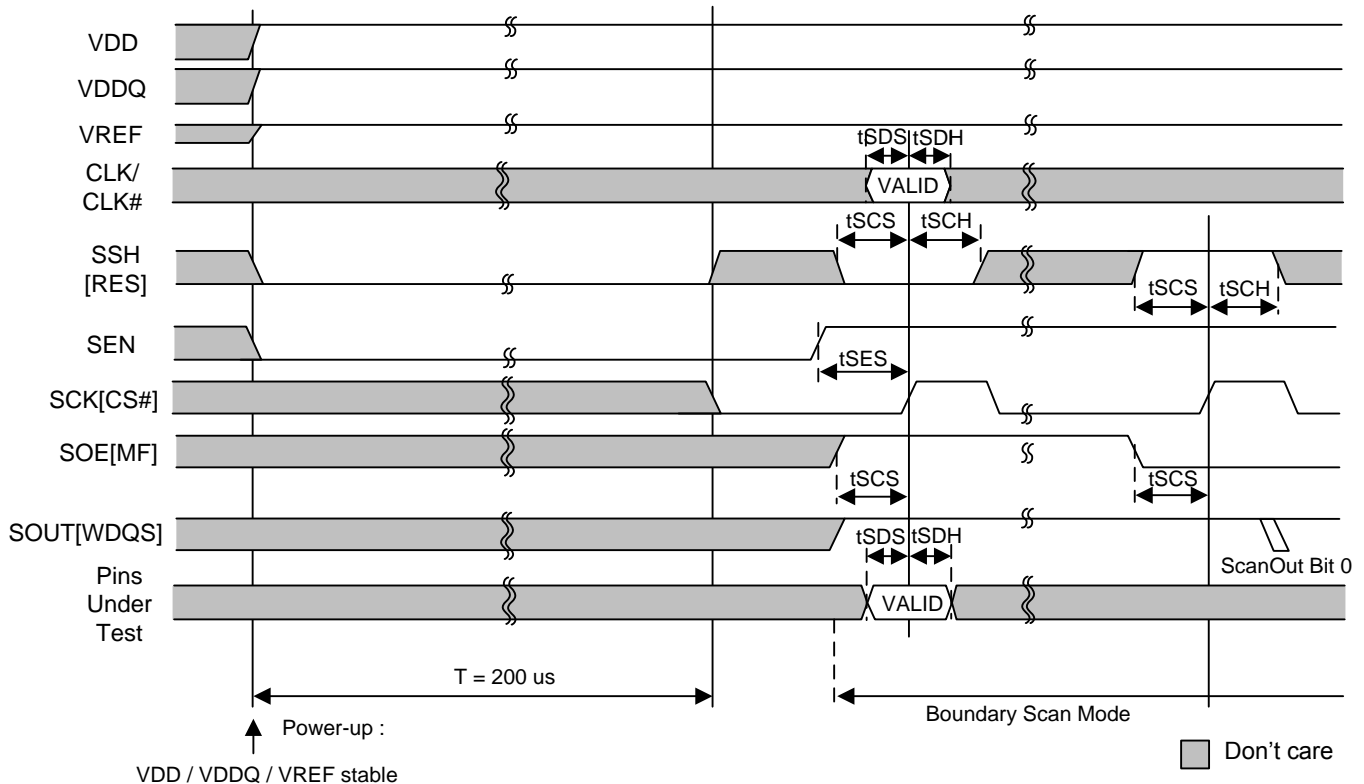 VDD
VDDQ
VREF
tSDS tSDH
CLK/
CLK#
VALID
tSCS tSCH
SSH
[RES]
tSCS tSCH
SEN
tSES
SCK[CS#]
SOE[MF]
tSCS tSCS
SOUT[WDQS]
tSDS tSDH
ScanOut Bit 0
Pins
Under
Test
VALID
T = 200 us
Boundary Scan Mode
Power-up :
Don't care
VDD / VDDQ / VREF stable